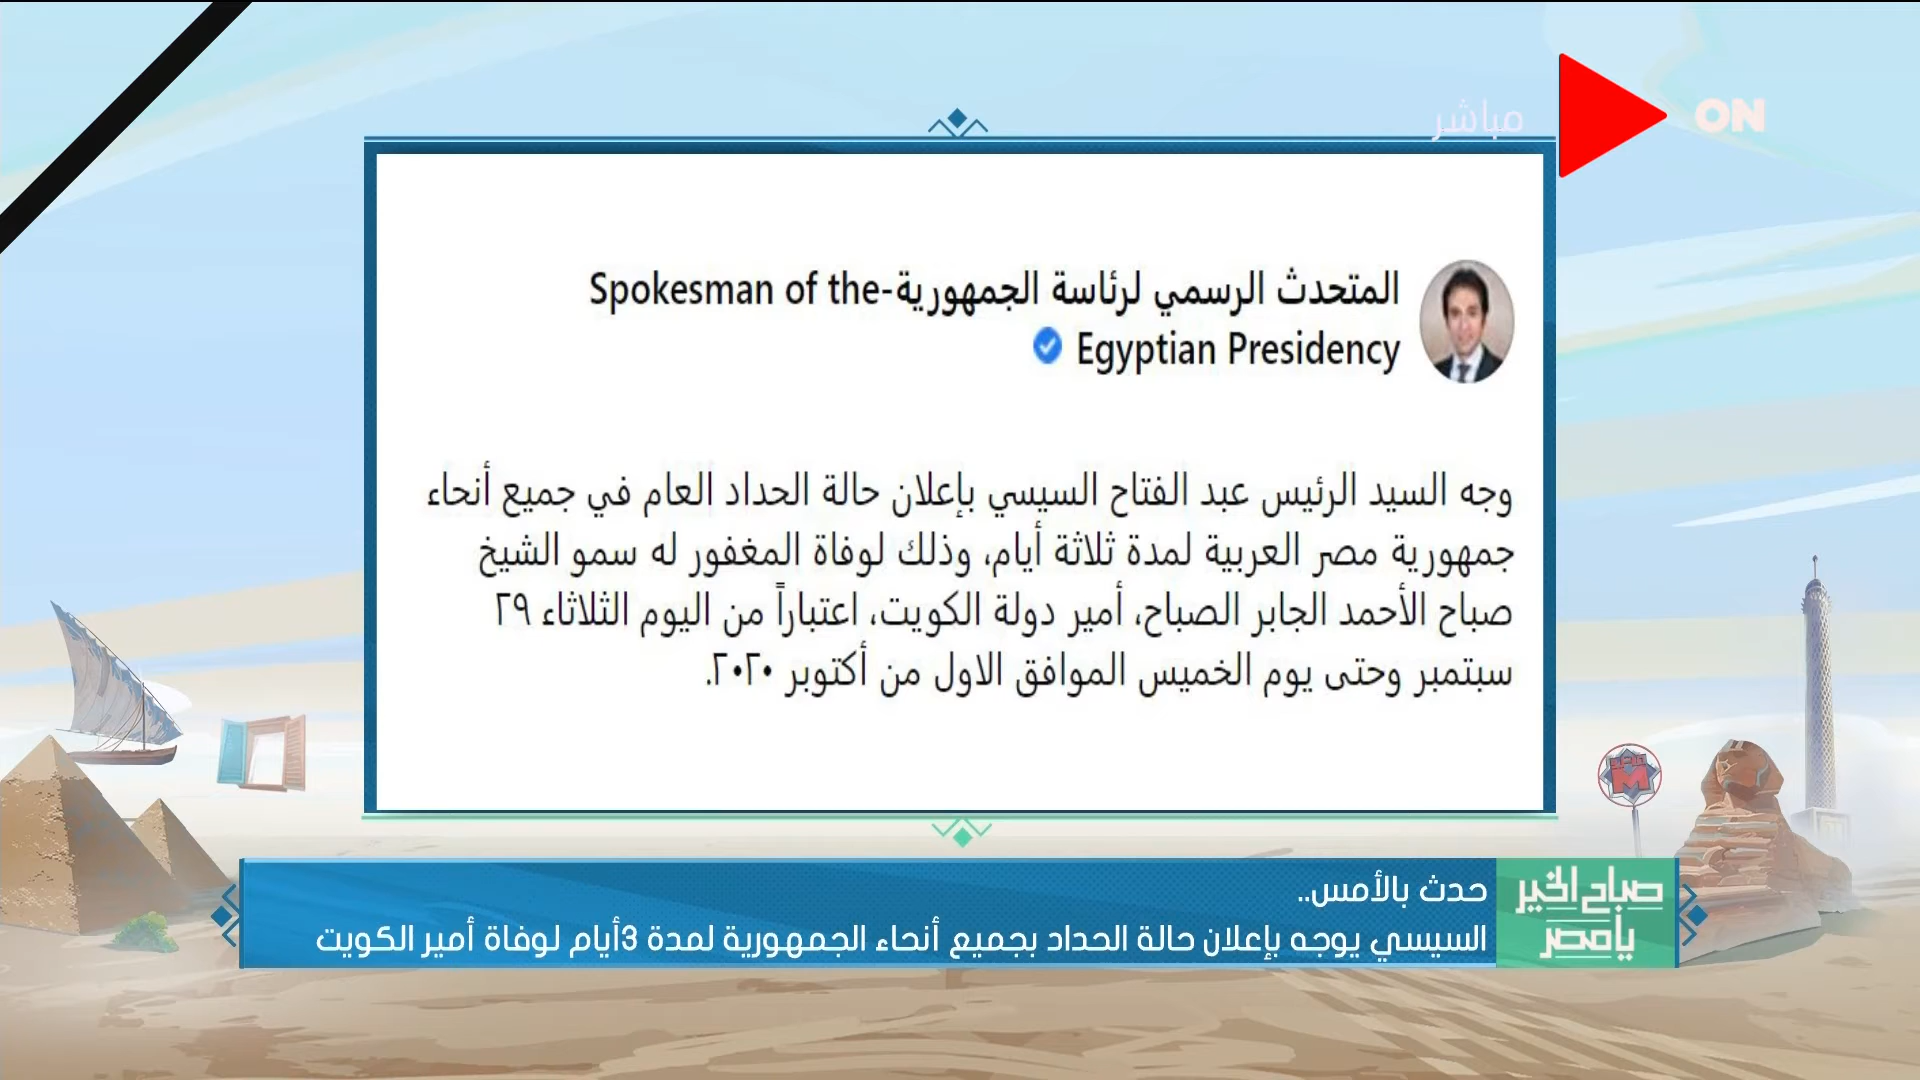 مباشر
ON
المتحدث الرسمي لرئاسة الجمهورية-Spokesman of the
Egyptian Presidency
وجه السيد الرئيس عبد الفتاح السيسي بإعلان حالة الحداد العام في جميع أنحاء
جمهورية مصر العربية لمدة ثلاثة أيام، وذلك لوفاة المغفور له سمو الشيخ
صباح الأحمد الجابر الصباح، أمير دولة الكويت، اعتباراً من اليوم الثلاثاء ٢٩
سبتمبر وحتى يوم الخميس الموافق الاول من أكتوبر ٢٠٢٠.
صباح الخير
يا مصر
حدث بالأمس..
السيسي يوجه بإعلان حالة الحداد بجميع أنحاء الجمهورية لمدة 3أيام لوفاة أمير الكويت
M